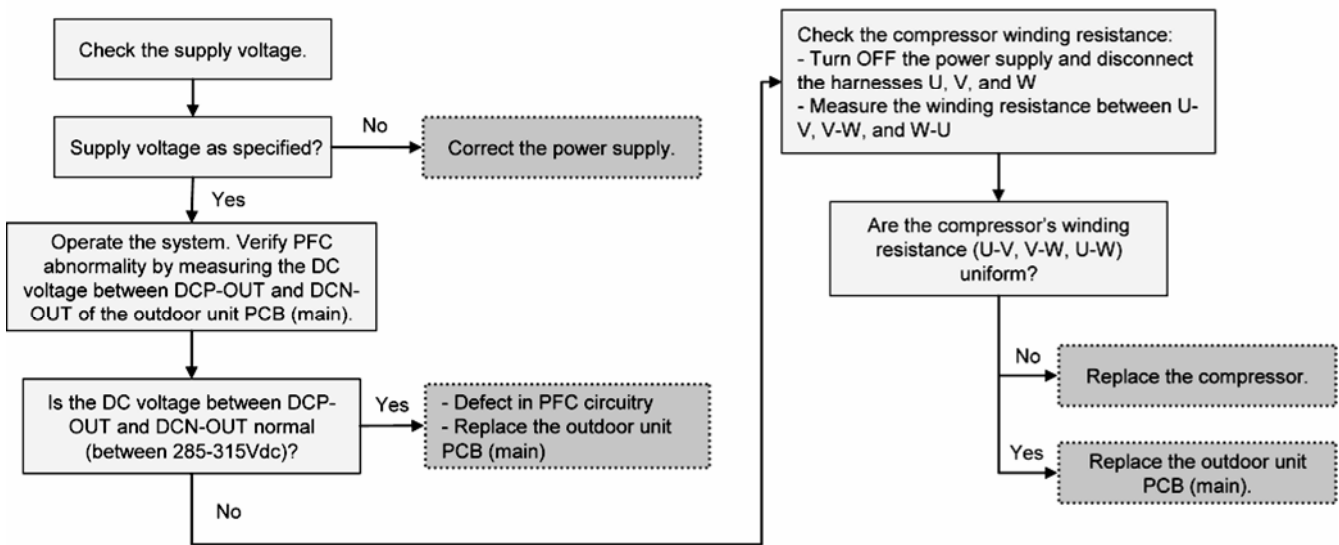 Check the supply voltage.
Supply voltage as specified?
No
Correct the power supply.
Yes
Operate the system. Verify PFC
abnormality by measuring the DC
voltage between DCP-OUT and DCN-
OUT of the outdoor unit PCB (main).
Is the DC voltage between DCP-
OUT and DCN-OUT normal
(between 285-315Vdc)?
Yes
- Defect in PFC circuitry
- Replace the outdoor unit
PCB (main)
No
Check the compressor winding resistance:
- Turn OFF the power supply and disconnect
the harnesses U, V, and W
- Measure the winding resistance between U-
V, V-W, and W-U
Are the compressor's winding
resistance (U-V, V-W, U-W)
uniform?
No
Replace the compressor.
Yes
Replace the outdoor unit
PCB (main).